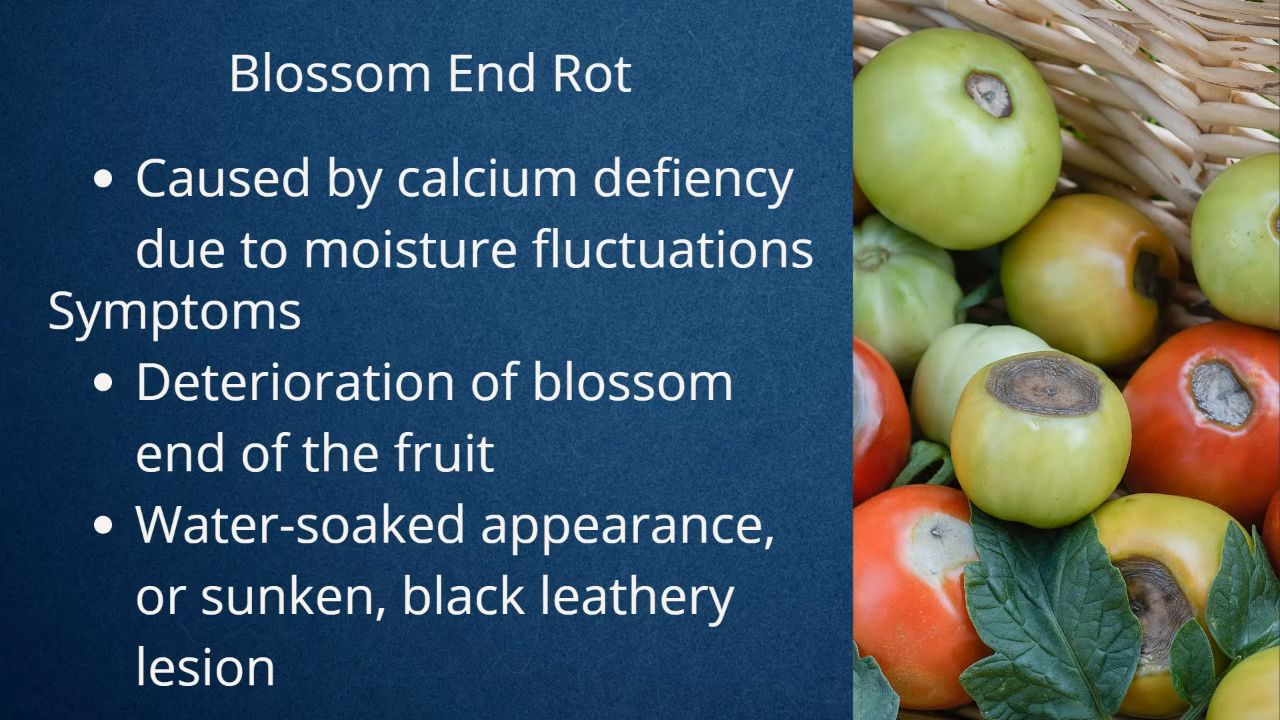 Blossom End Rot
• Caused by calcium defiency
due to moisture fluctuations
Symptoms
• Deterioration of blossom
end of the fruit
• Water-soaked appearance,
or sunken, black leathery
lesion